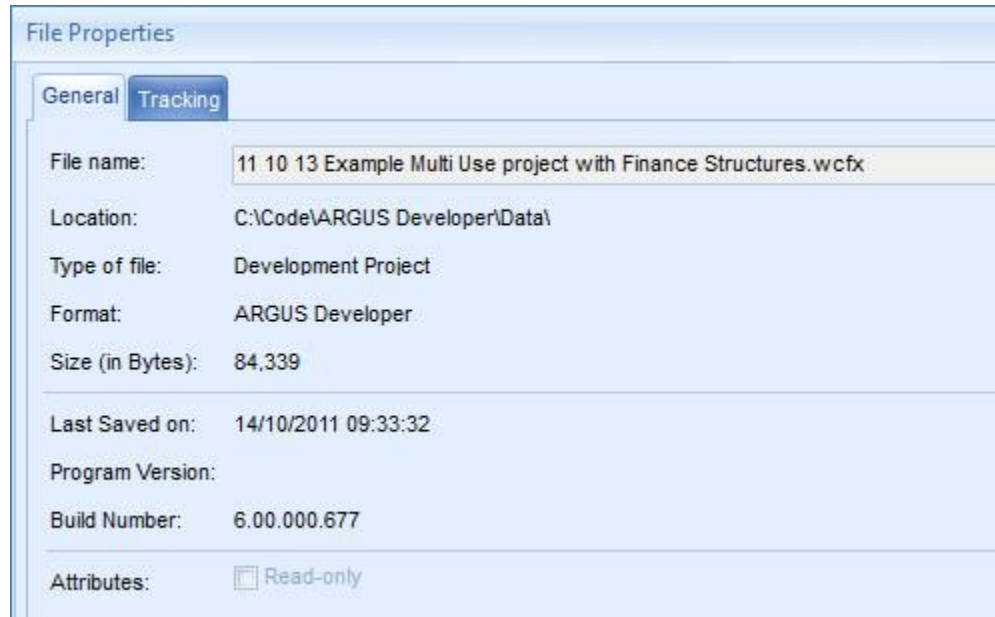 File Properties
General Tracking
File name: 11 10 13 Example Multi Use project with Finance Structures.wcfx
Location: C:\Code\ARGUS Developer\Data\
Type of file: Development Project
Format: ARGUS Developer
Size (in Bytes): 84,339
Last Saved on: 14/10/2011 09:33:32
Program Version:
Build Number: 6.00.000.677
Attributes: Read-only